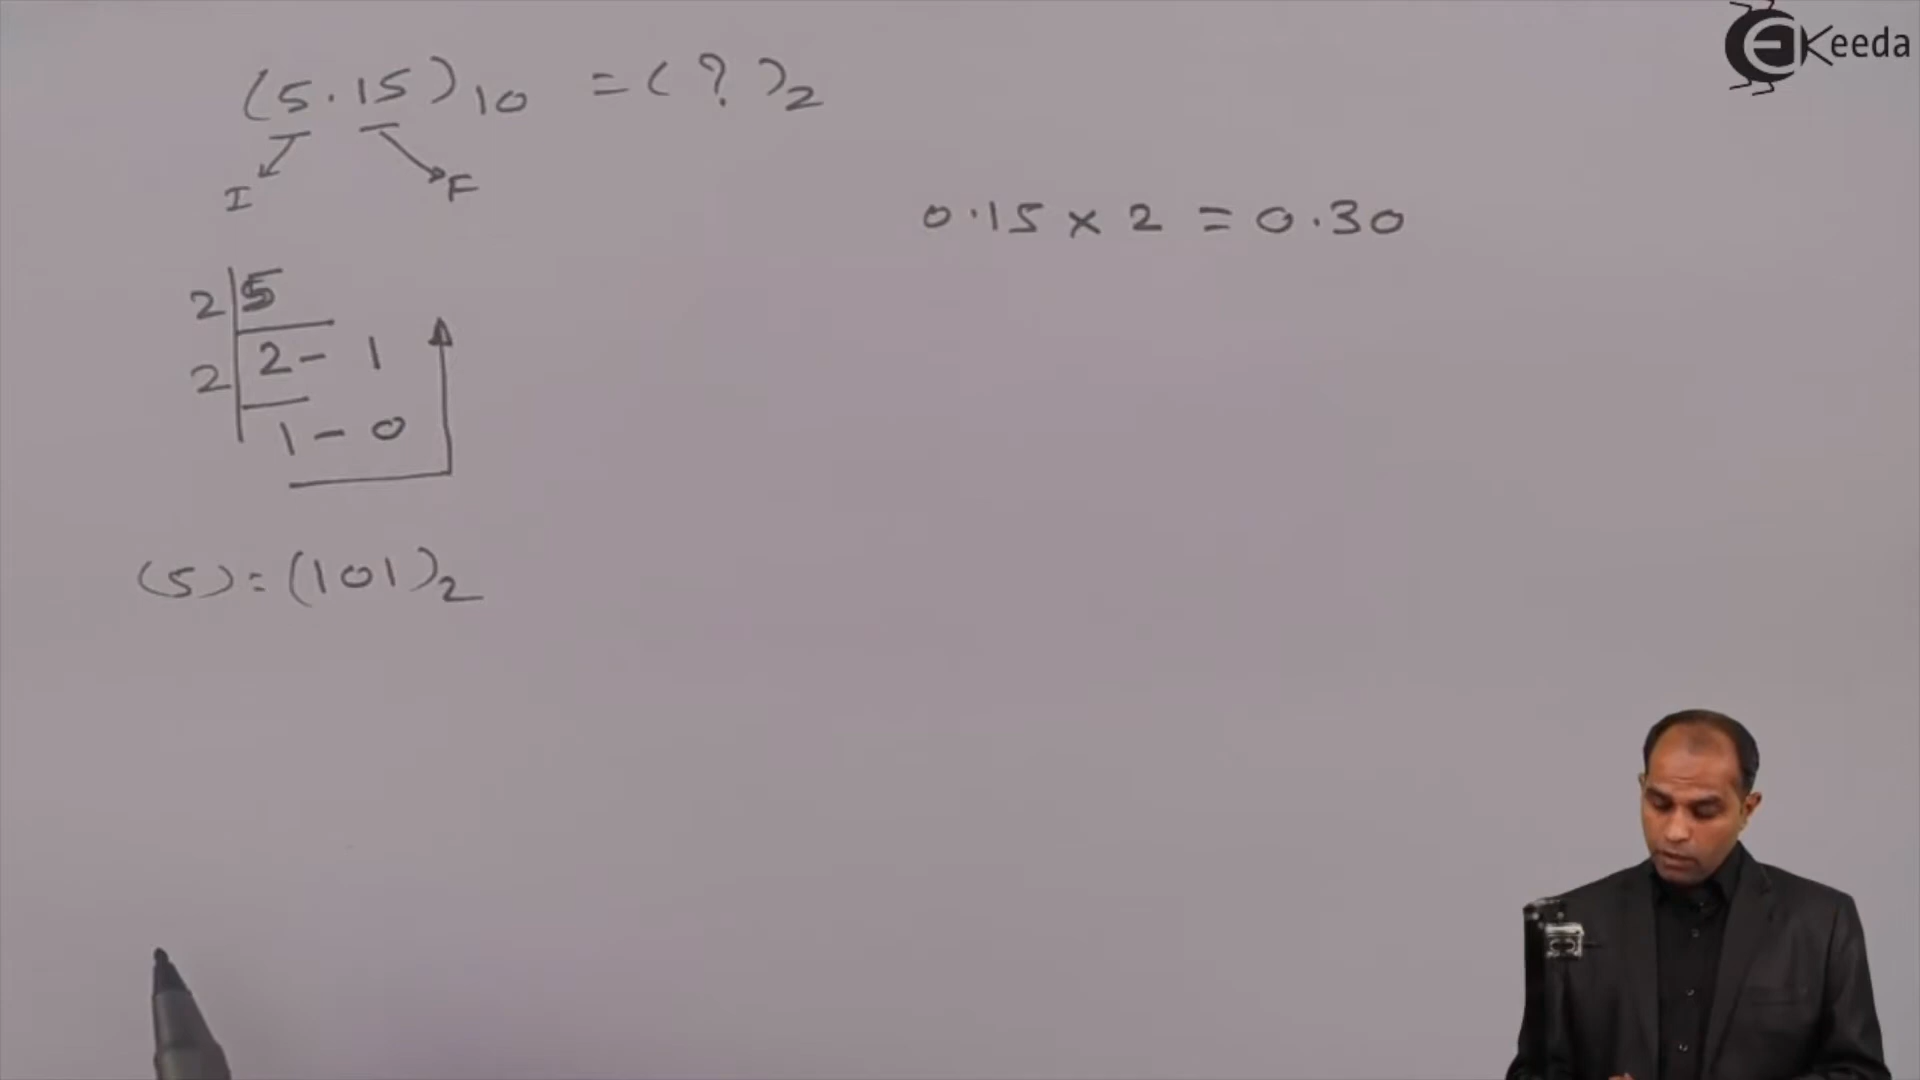 (5.15)10 = (?)2
I F
0.15 x 2 = 0.30
2 5
2 2 - 1
1 - 0
(5) = (101)2
Keeda